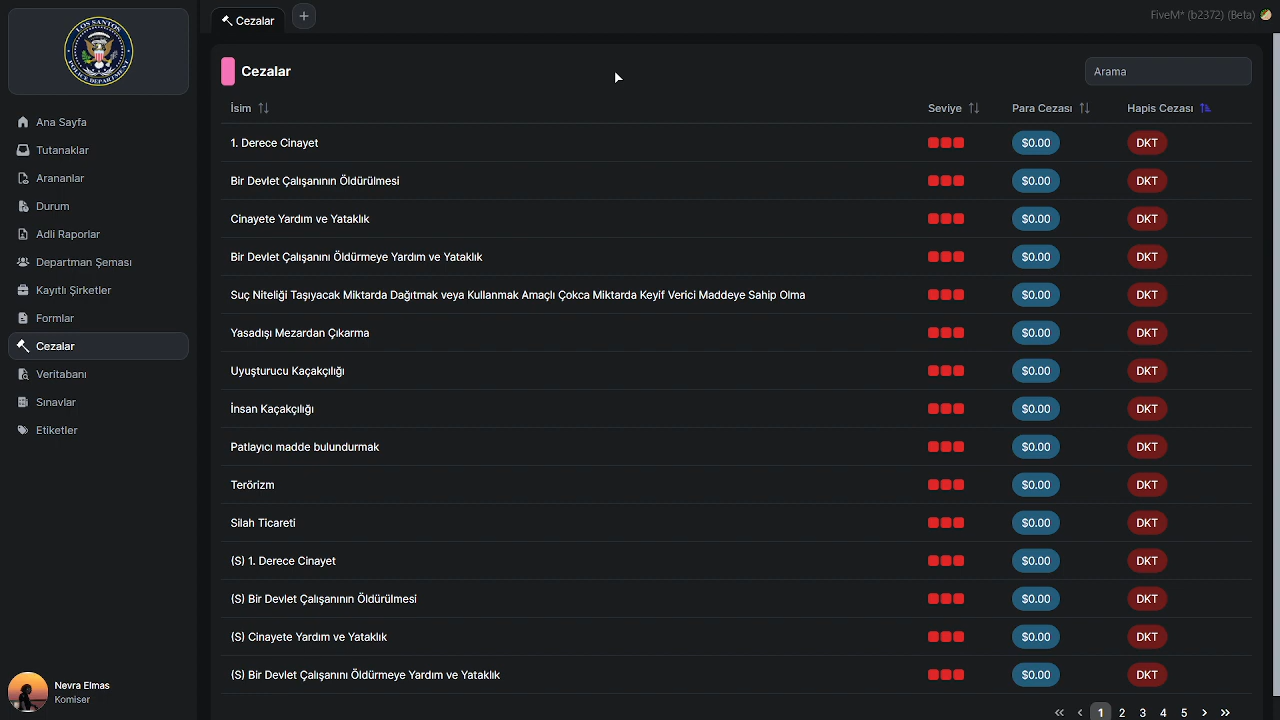 LOS SANTOS
POLICE DEPARTMENT
Cezalar
+
FiveM* (b2372) (Beta)
Ana Sayfa
Tutanaklar
Arananlar
Durum
Adli Raporlar
Departman Şeması
Kayıtlı Şirketler
Formlar
Cezalar
Veritabanı
Sınavlar
Etiketler
Nevra Elmas
Komiser
Cezalar
Arama
İsim Seviye Para Cezası Hapis Cezası
1. Derece Cinayet $0.00 DKT
Bir Devlet Çalışanının Öldürülmesi $0.00 DKT
Cinayete Yardım ve Yataklık $0.00 DKT
Bir Devlet Çalışanı Öldürmeye Yardım ve Yataklık $0.00 DKT
Suç Niteliği Taşıyacak Miktarda Dağıtmak veya Kullanmak Amaçlı Çokca Miktarda Keyif Verici Maddeye Sahip Olma $0.00 DKT
Yasadışı Mezardan Çıkarma $0.00 DKT
Uyuşturucu Kaçakçılığı $0.00 DKT
İnsan Kaçakçılığı $0.00 DKT
Patlayıcı madde bulundurmak $0.00 DKT
Terörizm $0.00 DKT
Silah Ticareti $0.00 DKT
(S) 1. Derece Cinayet $0.00 DKT
(S) Bir Devlet Çalışanının Öldürülmesi $0.00 DKT
(S) Cinayete Yardım ve Yataklık $0.00 DKT
(S) Bir Devlet Çalışanını Öldürmeye Yardım ve Yataklık $0.00 DKT
« ‹ 1 2 3 4 5 › »